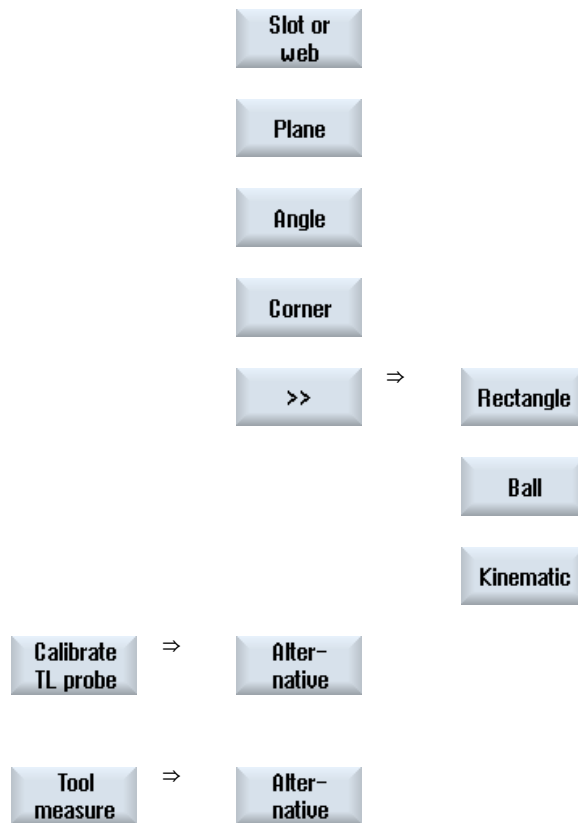 Slot or
web
Plane
Angle
Corner
>> ⇒ Rectangle
Ball
Kinematic
Calibrate
TL probe ⇒ Alter-
native
Tool
measure ⇒ Alter-
native